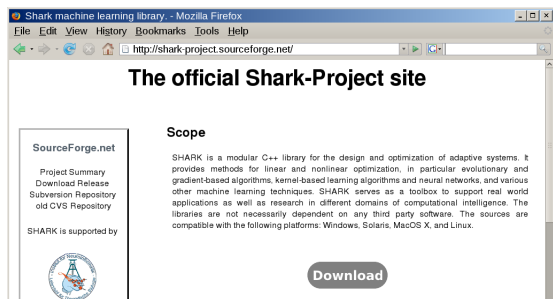 Shark machine learning library. - Mozilla Firefox
File Edit View History Bookmarks Tools Help
http://shark-project.sourceforge.net/
The official Shark-Project site
SourceForge.net
Project Summary
Download Release
Subversion Repository
old CVS Repository
SHARK is supported by
Scope
SHARK is a modular C++ library for the design and optimization of adaptive systems. It
provides methods for linear and nonlinear optimization, in particular evolutionary and
gradient-based algorithms, kernel-based learning algorithms and neural networks, and various
other machine learning techniques. SHARK serves as a toolbox to support real world
applications as well as research in different domains of computational intelligence. The
libraries are not necessarily dependent on any third party software. The sources are
compatible with the following platforms: Windows, Solaris, MacOS X, and Linux.
Download